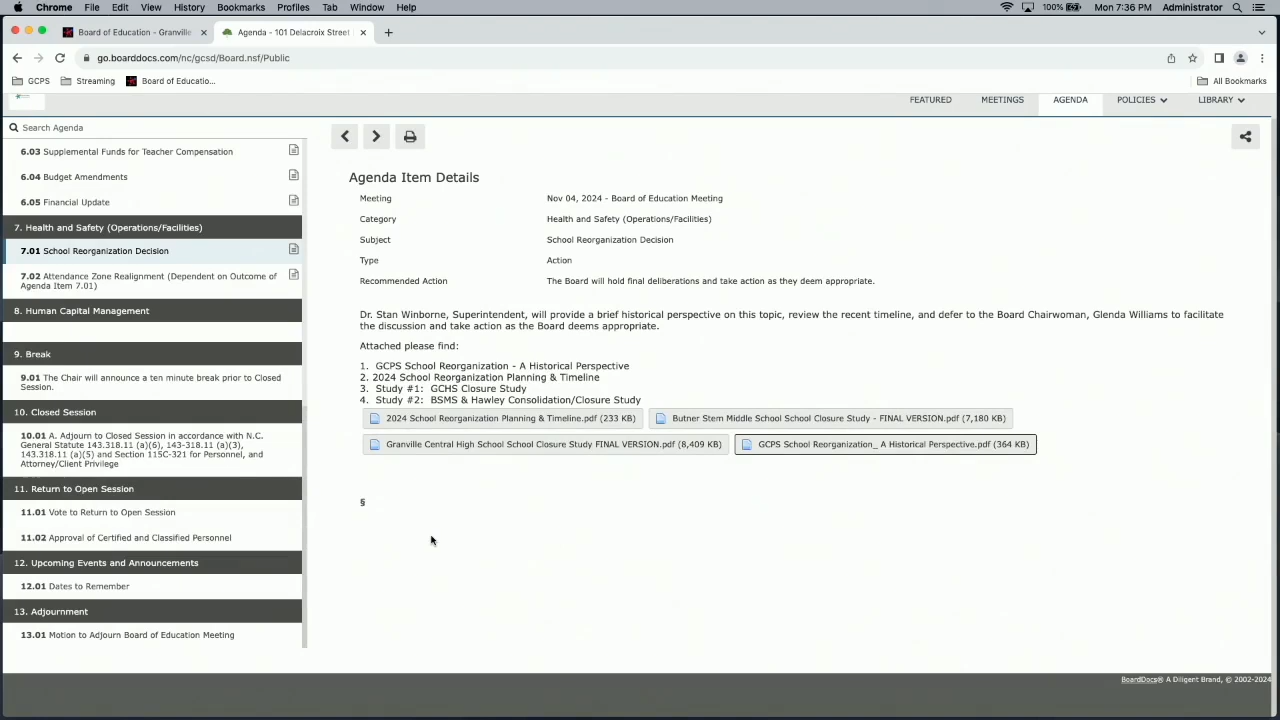 Chrome File Edit View History Bookmarks Profiles Tab Window Help 100% Mon 7:36 PM Administrator
Board of Education - Granville
Agenda - 101 Delacroix Street
go.boarddocs.com/nc/gcsd/Board.nsf/Public
GCPS Streaming Board of Educatio... All Bookmarks
FEATURED MEETINGS AGENDA POLICIES LIBRARY
Search Agenda
6.03 Supplemental Funds for Teacher Compensation
6.04 Budget Amendments
6.05 Financial Update
7. Health and Safety (Operations/Facilities)
7.01 School Reorganization Decision
7.02 Attendance Zone Realignment (Dependent on Outcome of
Agenda Item 7.01)
8. Human Capital Management
9. Break
9.01 The Chair will announce a ten minute break prior to Closed
Session.
10. Closed Session
10.01 A. Adjourn to Closed Session in accordance with N.C.
General Statute 143.318.11 (a)(6), 143-318.11 (a)(3),
143.318.11 (a)(5) and Section 115C-321 for Personnel, and
Attorney/Client Privilege
11. Return to Open Session
11.01 Vote to Return to Open Session
11.02 Approval of Certified and Classified Personnel
12. Upcoming Events and Announcements
12.01 Dates to Remember
13. Adjournment
13.01 Motion to Adjourn Board of Education Meeting
Agenda Item Details
Meeting Nov 04, 2024 - Board of Education Meeting
Category Health and Safety (Operations/Facilities)
Subject School Reorganization Decision
Type Action
Recommended Action The Board will hold final deliberations and take action as they deem appropriate.
Dr. Stan Winborne, Superintendent, will provide a brief historical perspective on this topic, review the recent timeline, and defer to the Board Chairwoman, Glenda Williams to facilitate
the discussion and take action as the Board deems appropriate.
Attached please find:
1. GCPS School Reorganization - A Historical Perspective
2. 2024 School Reorganization Planning & Timeline
3. Study #1: GCHS Closure Study
4. Study #2: BSMS & Hawley Consolidation/Closure Study
2024 School Reorganization Planning & Timeline.pdf (233 KB) Butner Stem Middle School School Closure Study - FINAL VERSION.pdf (7,180 KB)
Granville Central High School School Closure Study FINAL VERSION.pdf (8,409 KB) GCPS School Reorganization_ A Historical Perspective.pdf (364 KB)
§
BoardDocs® A Diligent Brand, © 2002-2024